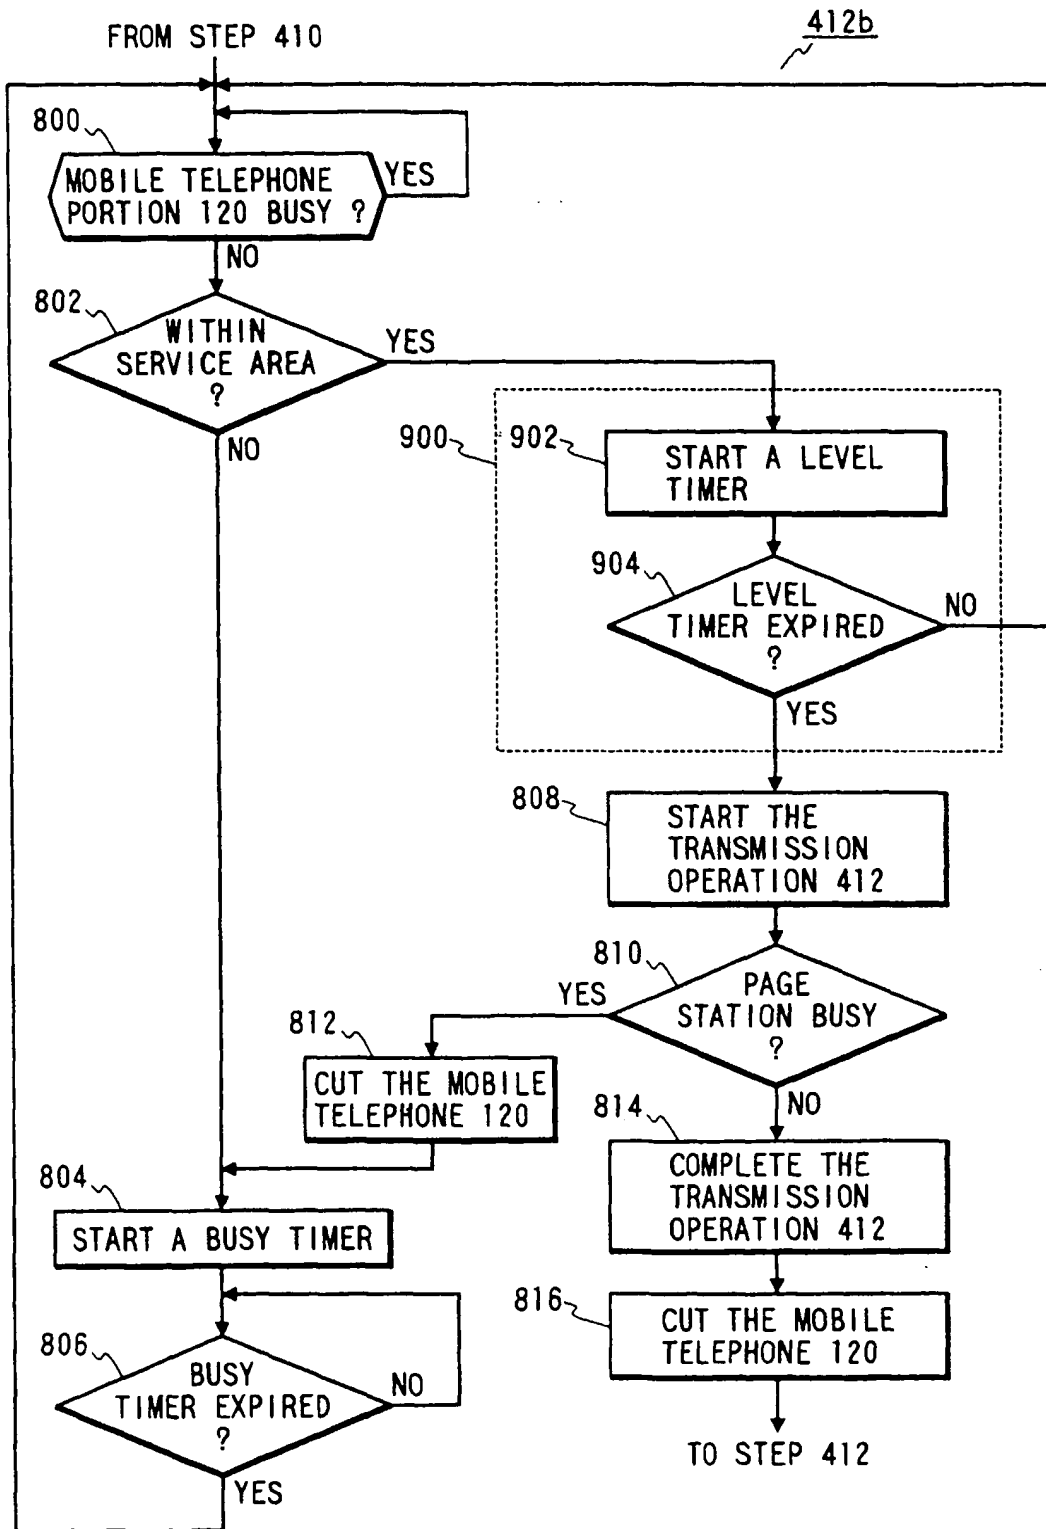 412b
FROM STEP 410
800
MOBILE TELEPHONE
PORTION 120 BUSY ?
YES
NO
802
WITHIN
SERVICE AREA
?
YES
NO
900
902
START A LEVEL
TIMER
904
LEVEL
TIMER EXPIRED
?
NO
YES
808
START THE
TRANSMISSION
OPERATION 412
810
PAGE
STATION BUSY
?
YES
NO
812
CUT THE MOBILE
TELEPHONE 120
814
COMPLETE THE
TRANSMISSION
OPERATION 412
804
START A BUSY TIMER
816
CUT THE MOBILE
TELEPHONE 120
806
BUSY
TIMER EXPIRED
?
NO
YES
TO STEP 412